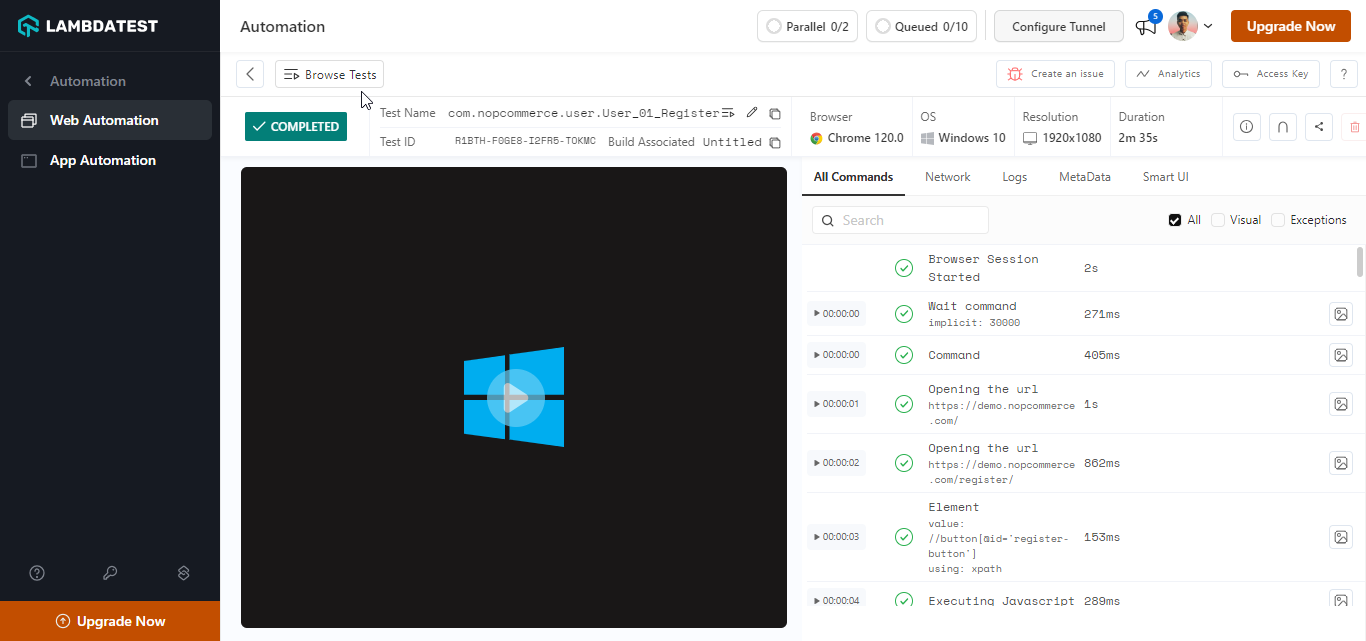 LAMBDATEST
Automation
Web Automation
App Automation
Upgrade Now
Automation
Parallel 0/2
Queued 0/10
Configure Tunnel
5
Upgrade Now
Browse Tests
Create an issue
Analytics
Access Key
?
COMPLETED
Test Name com.nopcommerce.user.User_01_Register
Test ID R1BTH-F0GE8-I2FR5-TOKMC Build Associated Untitled
Browser
Chrome 120.0
OS
Windows 10
Resolution
1920x1080
Duration
2m 35s
All Commands Network Logs MetaData Smart UI
Search
All Visual Exceptions
Browser Session
Started
2s
00:00:00
Wait command
implicit: 30000
271ms
00:00:00
Command
405ms
00:00:01
Opening the url
https://demo.nopcommerce
.com/
1s
00:00:02
Opening the url
https://demo.nopcommerce
.com/register/
862ms
00:00:03
Element
value:
//button[@id='register-
button']
using: xpath
153ms
00:00:04
Executing Javascript
289ms